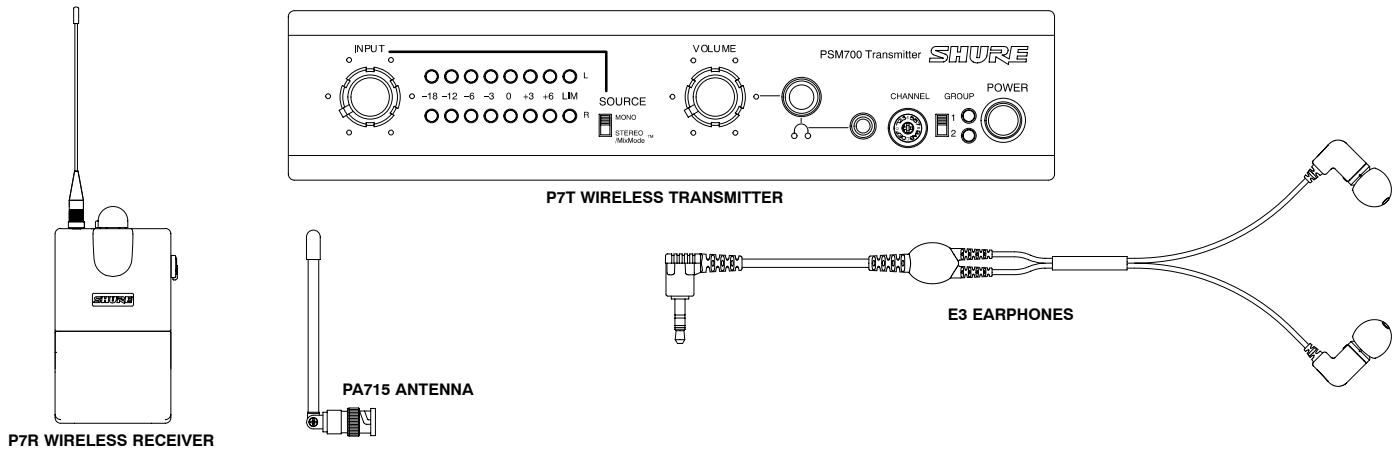 INPUT
VOLUME
PSM700 Transmitter SHURE
L
-18 -12 -6 -3 0 +3 +6 LIM
R
SOURCE
MONO
STEREO ™
/MixMode
CHANNEL
GROUP
POWER
1
2
P7T WIRELESS TRANSMITTER
SHURE
E3 EARPHONES
PA715 ANTENNA
P7R WIRELESS RECEIVER